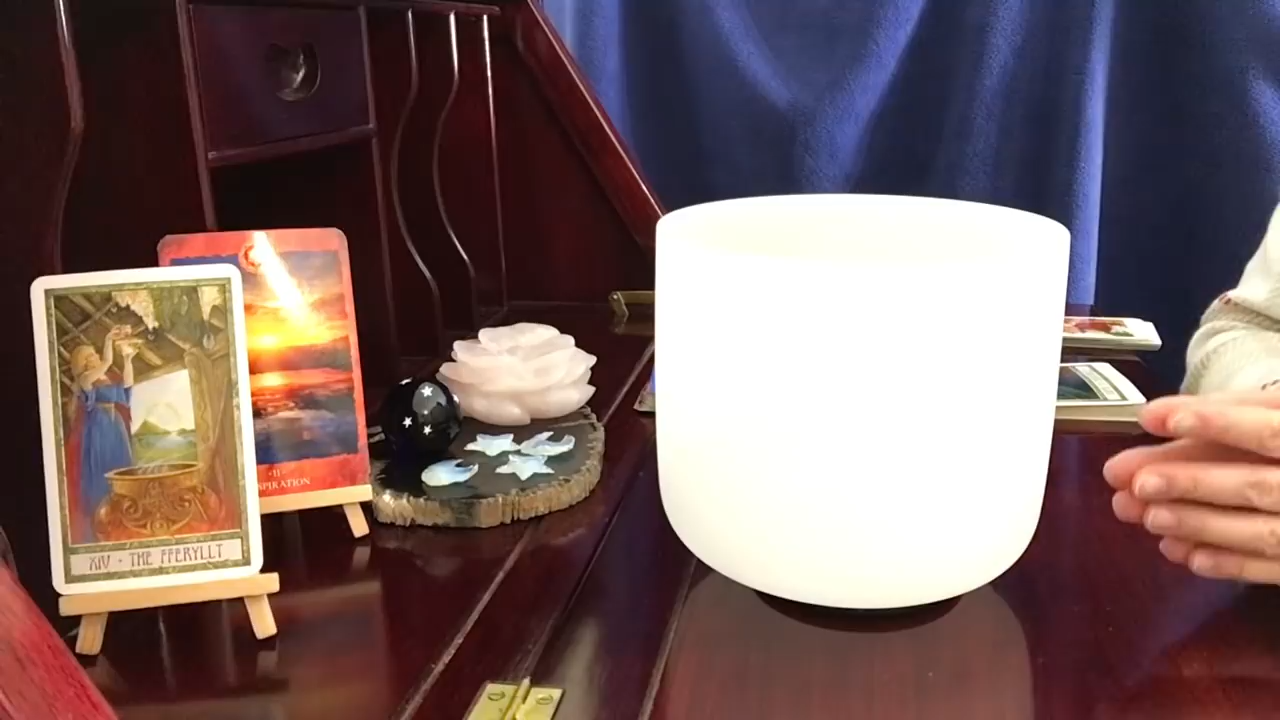 XIV • THE FFERYLLT
• 11 •
SPIRATION